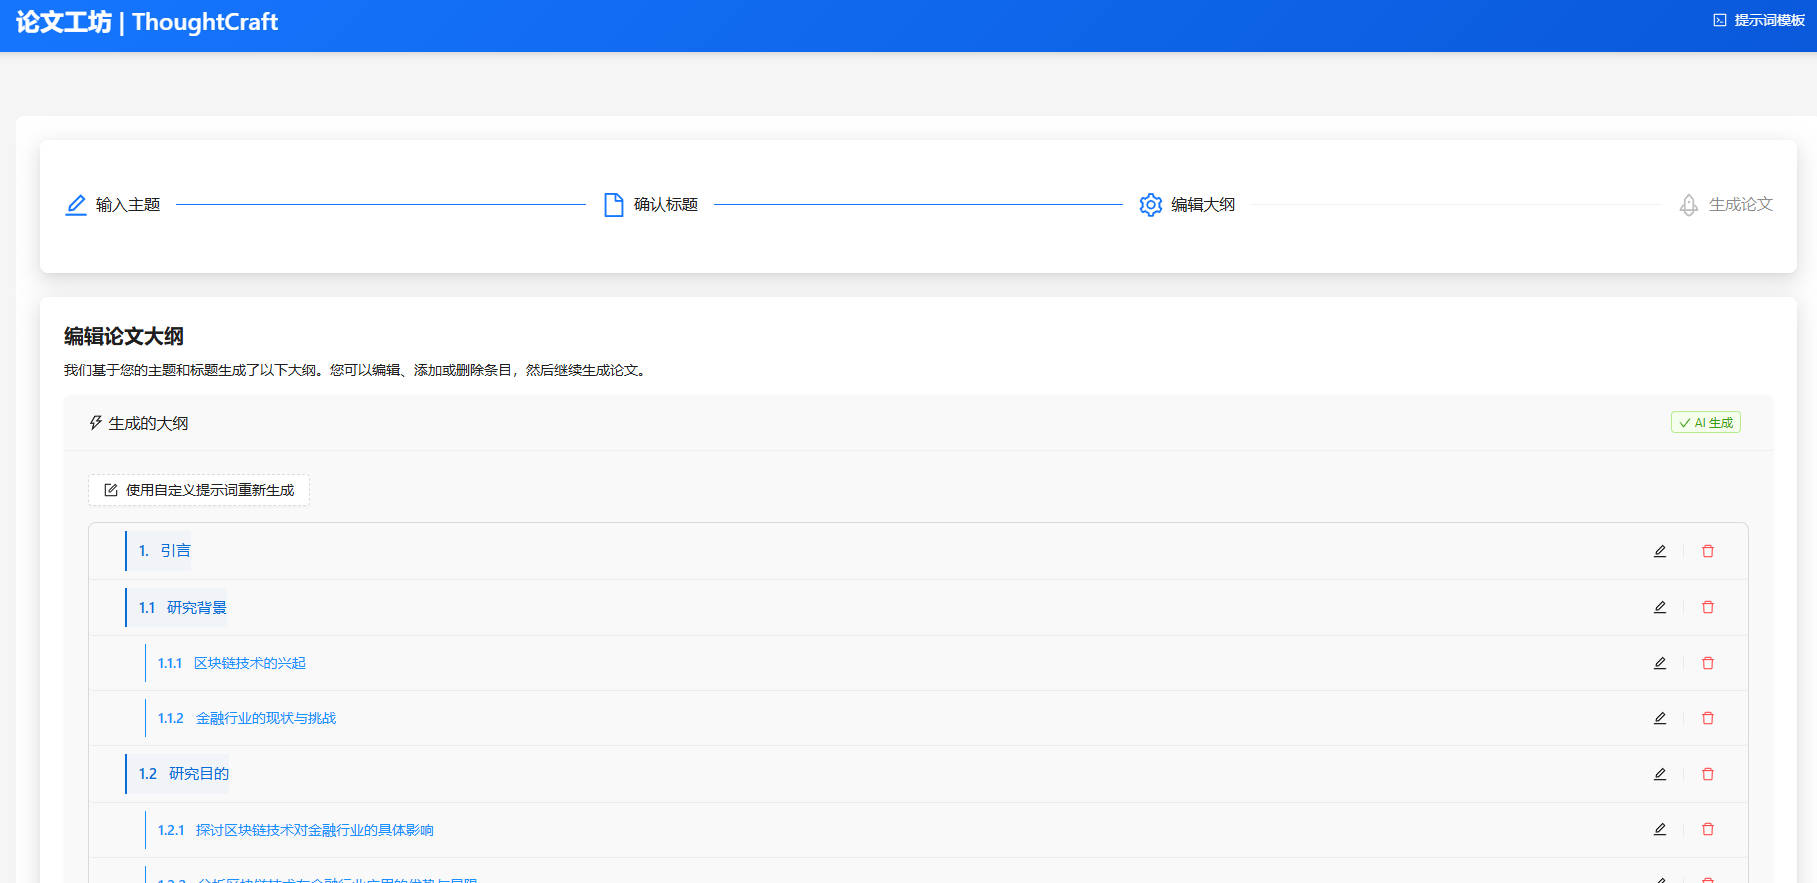 论文工坊 | ThoughtCraft
提示词模板
输入主题
确认标题
编辑大纲
生成论文
编辑论文大纲
我们基于您的主题和标题生成了以下大纲。您可以编辑、添加或删除条目，然后继续生成论文。
生成的大纲
AI 生成
使用自定义提示词重新生成
1. 引言
1.1 研究背景
1.1.1 区块链技术的兴起
1.1.2 金融行业的现状与挑战
1.2 研究目的
1.2.1 探讨区块链技术对金融行业的具体影响